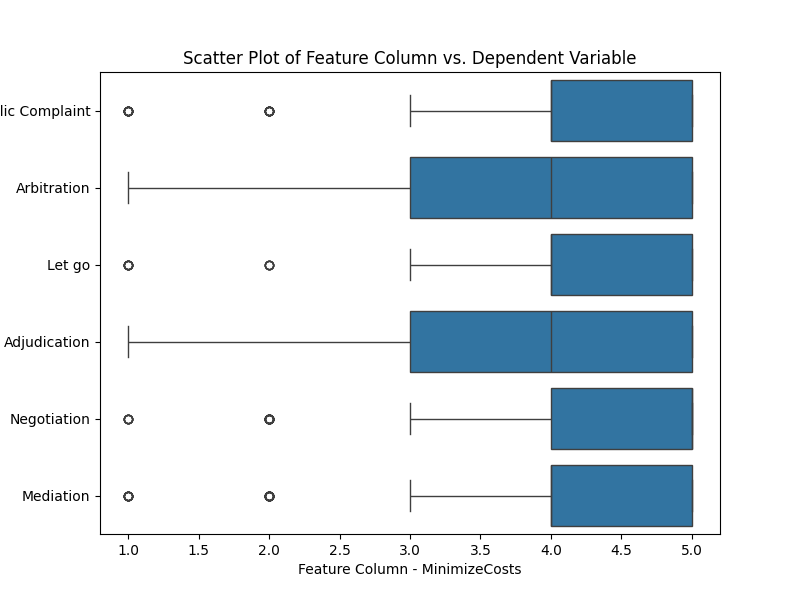 Scatter Plot of Feature Column vs. Dependent Variable
lic Complaint
Arbitration
Let go
Adjudication
Negotiation
Mediation
1.0 1.5 2.0 2.5 3.0 3.5 4.0 4.5 5.0
Feature Column - MinimizeCosts